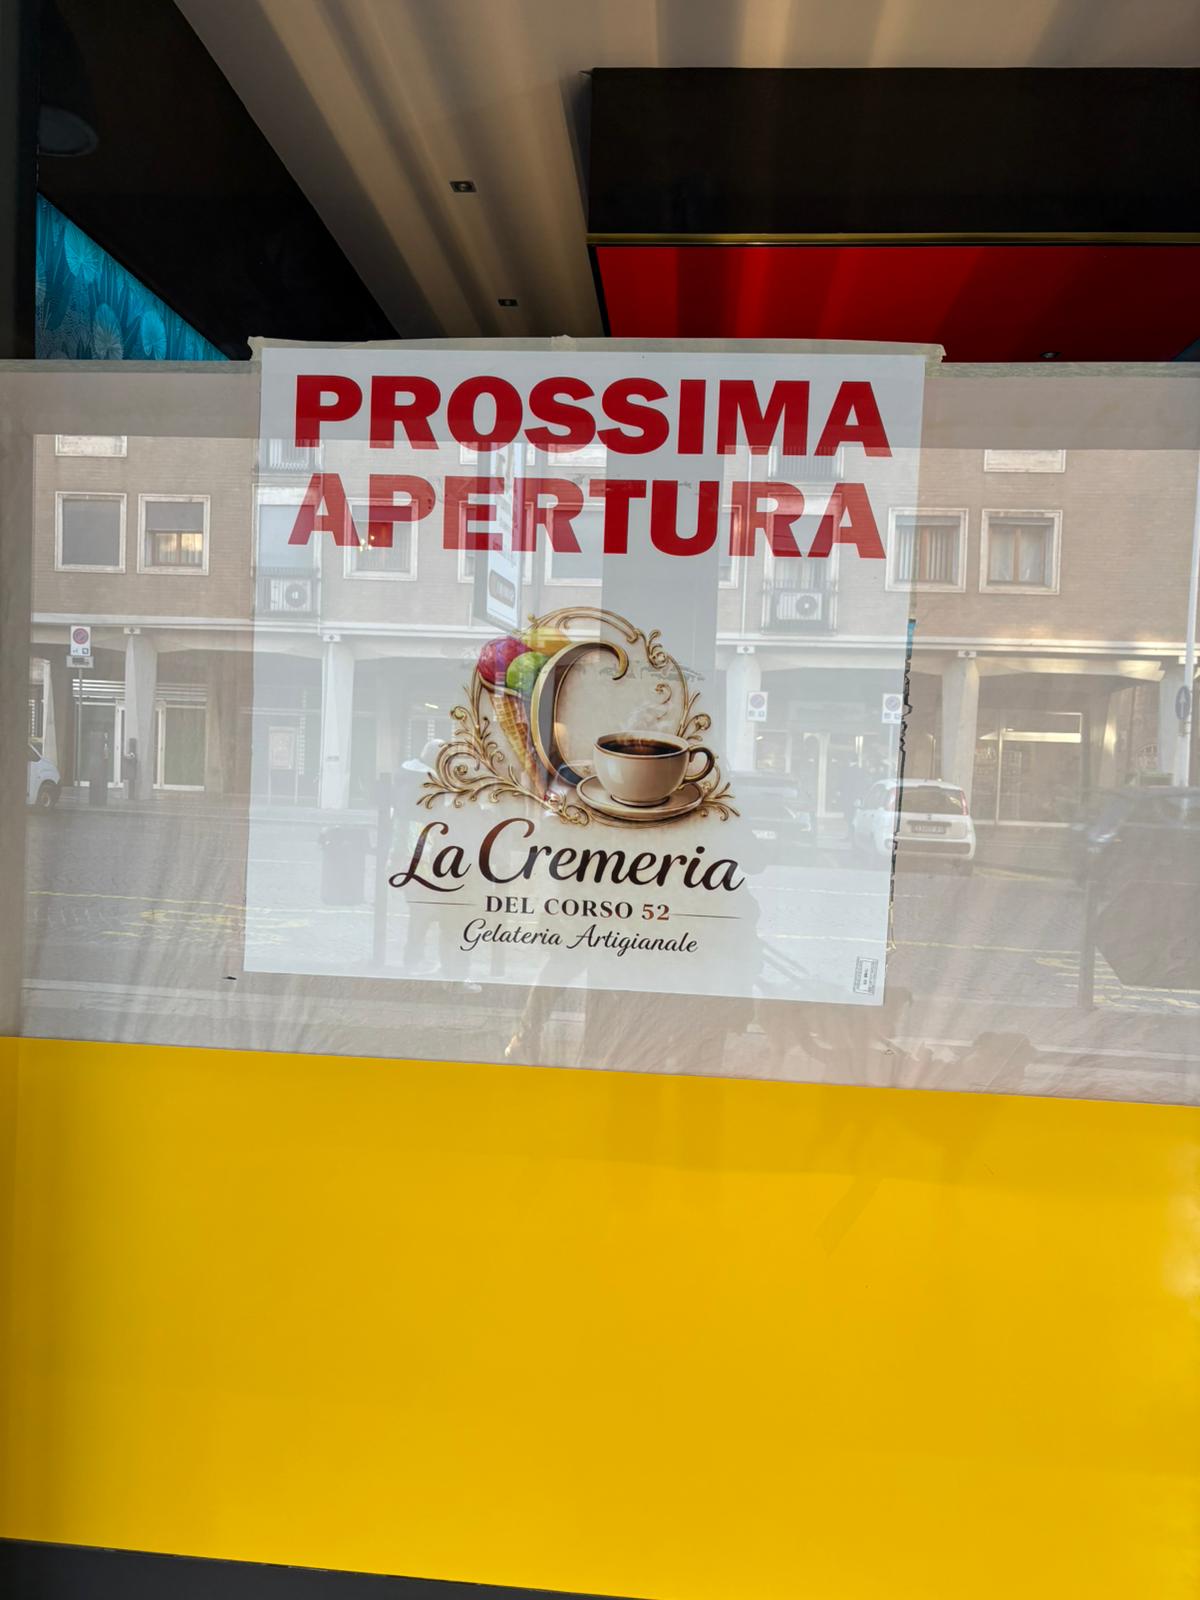 PROSSIMA
APERTURA
La Cremeria
DEL CORSO 52
Gelateria Artigianale